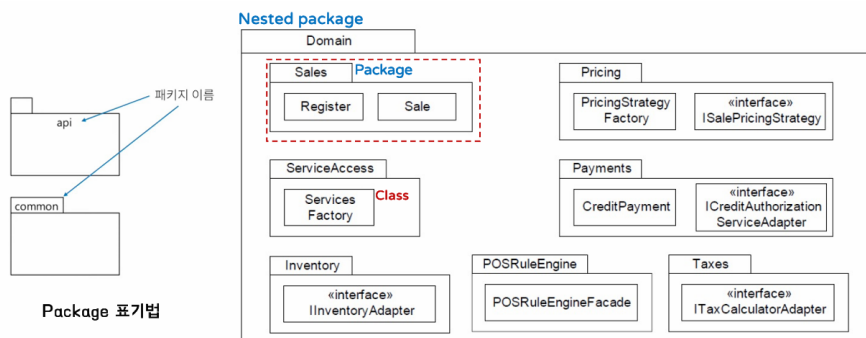 Nested package
Domain
Sales
Package
Register
Sale
Pricing
PricingStrategy
Factory
«interface»
ISalePricingStrategy
패키지 이름
api
common
Package 표기법
ServiceAccess
Services
Factory
Class
Payments
CreditPayment
«interface»
ICreditAuthorization
ServiceAdapter
Inventory
«interface»
IInventoryAdapter
POSRuleEngine
POSRuleEngineFacade
Taxes
«interface»
ITaxCalculatorAdapter